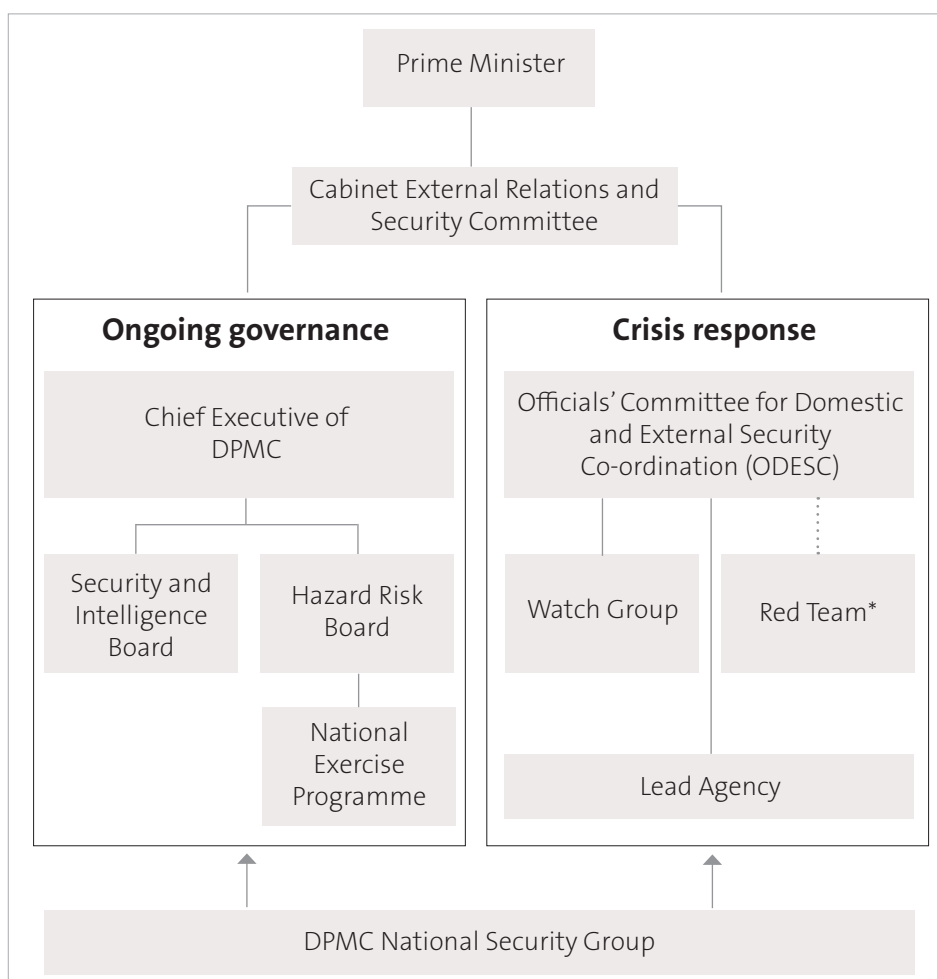 Prime Minister
Cabinet External Relations and
Security Committee
Ongoing governance
Chief Executive of
DPMC
Security and
Intelligence
Board
Hazard Risk
Board
National
Exercise
Programme
Crisis response
Officials’ Committee for Domestic
and External Security
Co-ordination (ODESC)
Watch Group
Red Team*
Lead Agency
DPMC National Security Group